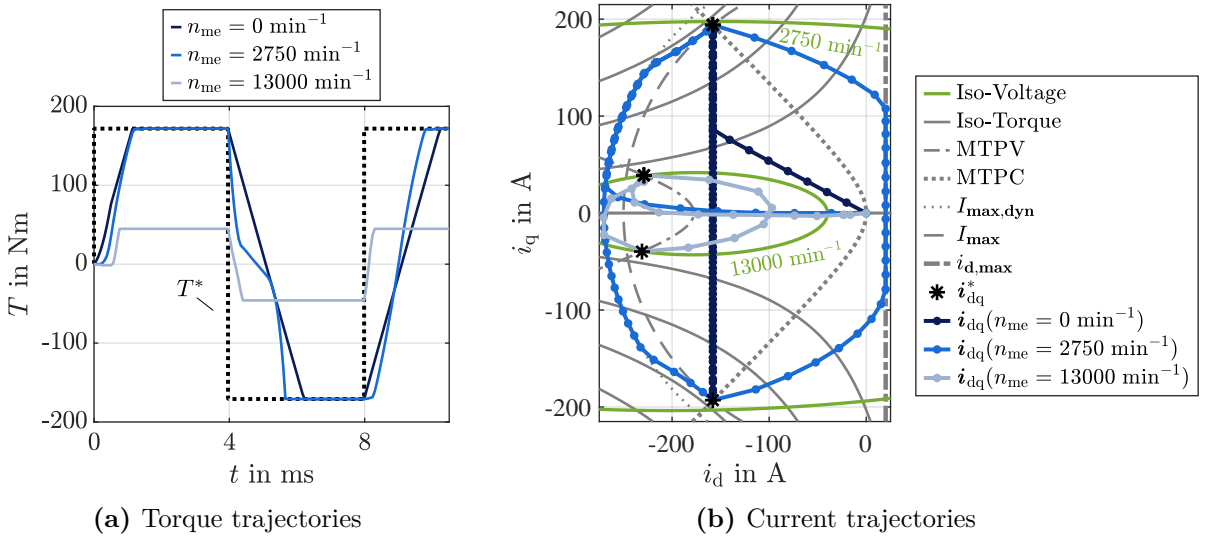 n_me = 0 min⁻¹
n_me = 2750 min⁻¹
n_me = 13000 min⁻¹
200
100
0
-100
-200
T in Nm
T*
0
4
8
t in ms
(a) Torque trajectories
200
100
0
-100
-200
i_q in A
2750 min⁻¹
13000 min⁻¹
-200
-100
0
i_d in A
(b) Current trajectories
Iso-Voltage
Iso-Torque
MTPV
MTPC
I_max,dyn
I_max
i_d,max
i*_dq
i_dq(n_me = 0 min⁻¹)
i_dq(n_me = 2750 min⁻¹)
i_dq(n_me = 13000 min⁻¹)